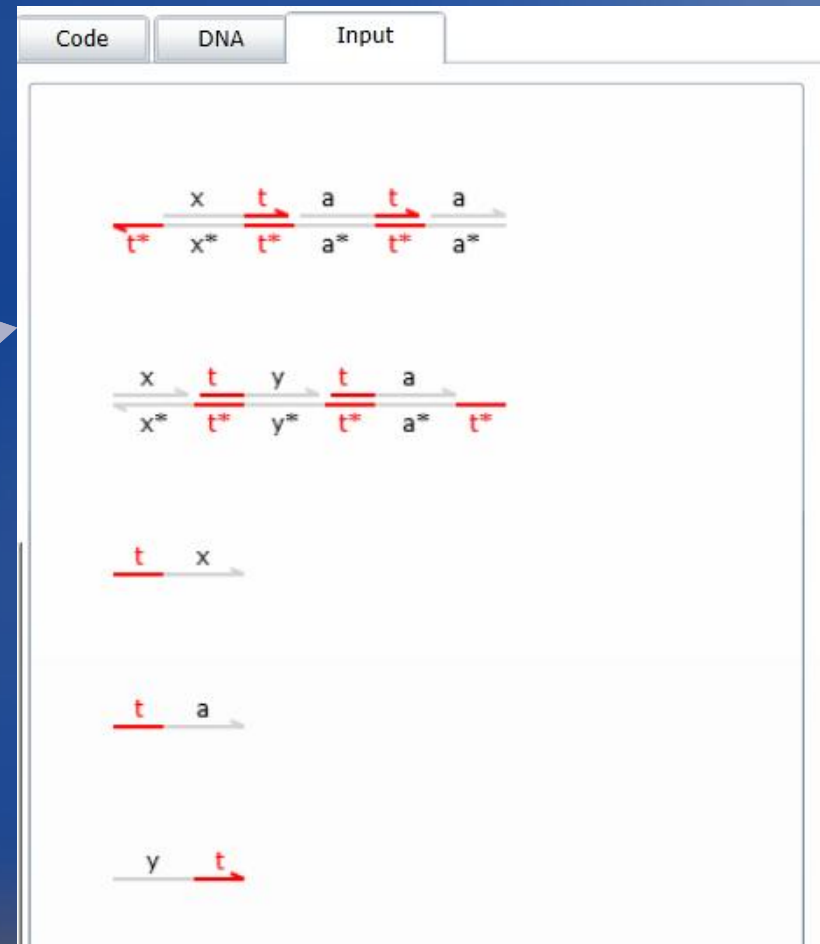 Code DNA Input
x t a t a
t* x* t* a* t* a*
x t y t a
x* t* y* t* a* t*
t x
t a
y t